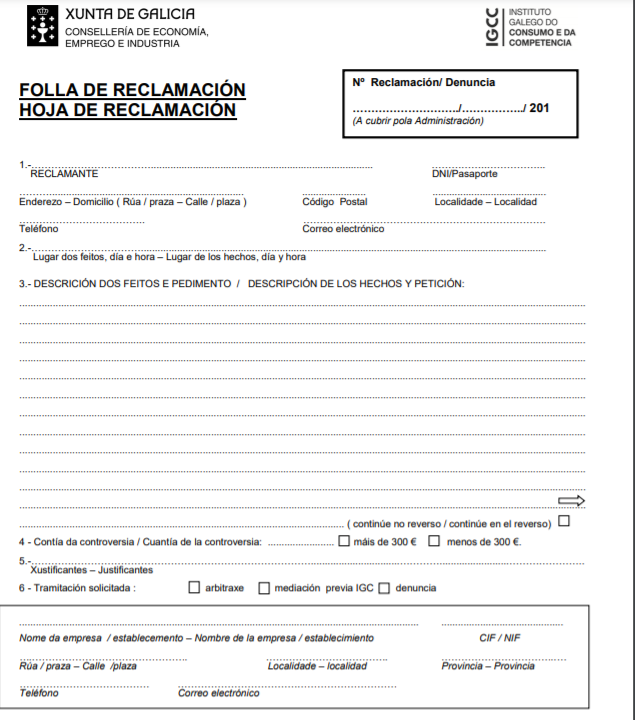 XUNTA DE GALICIA
CONSELLERÍA DE ECONOMÍA,
EMPREGO E INDUSTRIA
IGCC
INSTITUTO
GALEGO DO
CONSUMO E DA
COMPETENCIA
FOLLA DE RECLAMACIÓN
HOJA DE RECLAMACIÓN
Nº Reclamación/ Denuncia
............................/................./ 201
(A cubrir pola Administración)
1.-
RECLAMANTE DNI/Pasaporte
Enderezo – Domicilio ( Rúa / praza – Calle / plaza ) Código Postal Localidade – Localidad
Teléfono Correo electrónico
2.-
Lugar dos feitos, día e hora – Lugar de los hechos, día y hora
3.- DESCRICIÓN DOS FEITOS E PEDIMENTO / DESCRIPCIÓN DE LOS HECHOS Y PETICIÓN:
( continúe no reverso / continúe en el reverso)
4 - Contía da controversia / Cuantía de la controversia: ........................ máis de 300 € menos de 300 €.
5.-
Xustificantes – Justificantes
6 - Tramitación solicitada : arbitraxe mediación previa IGC denuncia
Nome da empresa / establecemento – Nombre de la empresa / establecimiento CIF / NIF
Rúa / praza – Calle /plaza Localidade – localidad Provincia – Provincia
Teléfono Correo electrónico